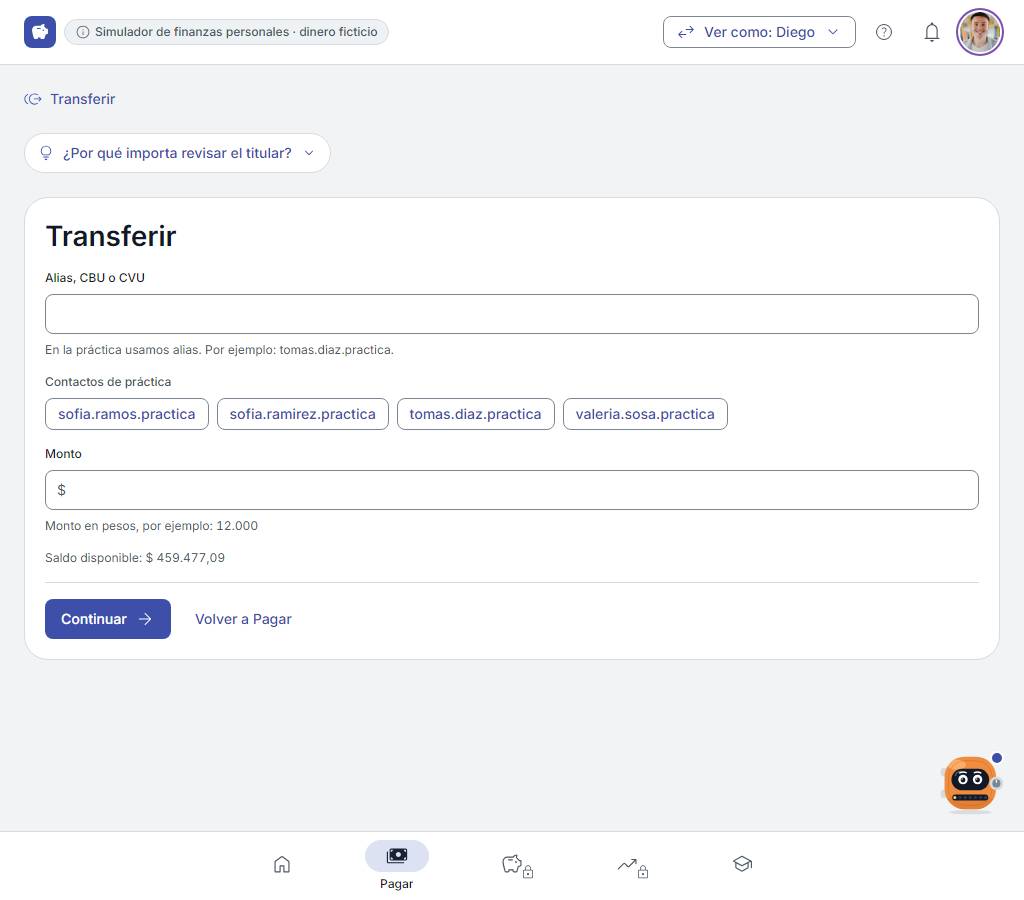 Simulador de finanzas personales · dinero ficticio
Ver como: Diego
Transferir
¿Por qué importa revisar el titular?
Transferir
Alias, CBU o CVU
En la práctica usamos alias. Por ejemplo: tomas.diaz.practica.
Contactos de práctica
sofia.ramos.practica
sofia.ramirez.practica
tomas.diaz.practica
valeria.sosa.practica
Monto
$
Monto en pesos, por ejemplo: 12.000
Saldo disponible: $ 459.477,09
Continuar
Volver a Pagar
Pagar